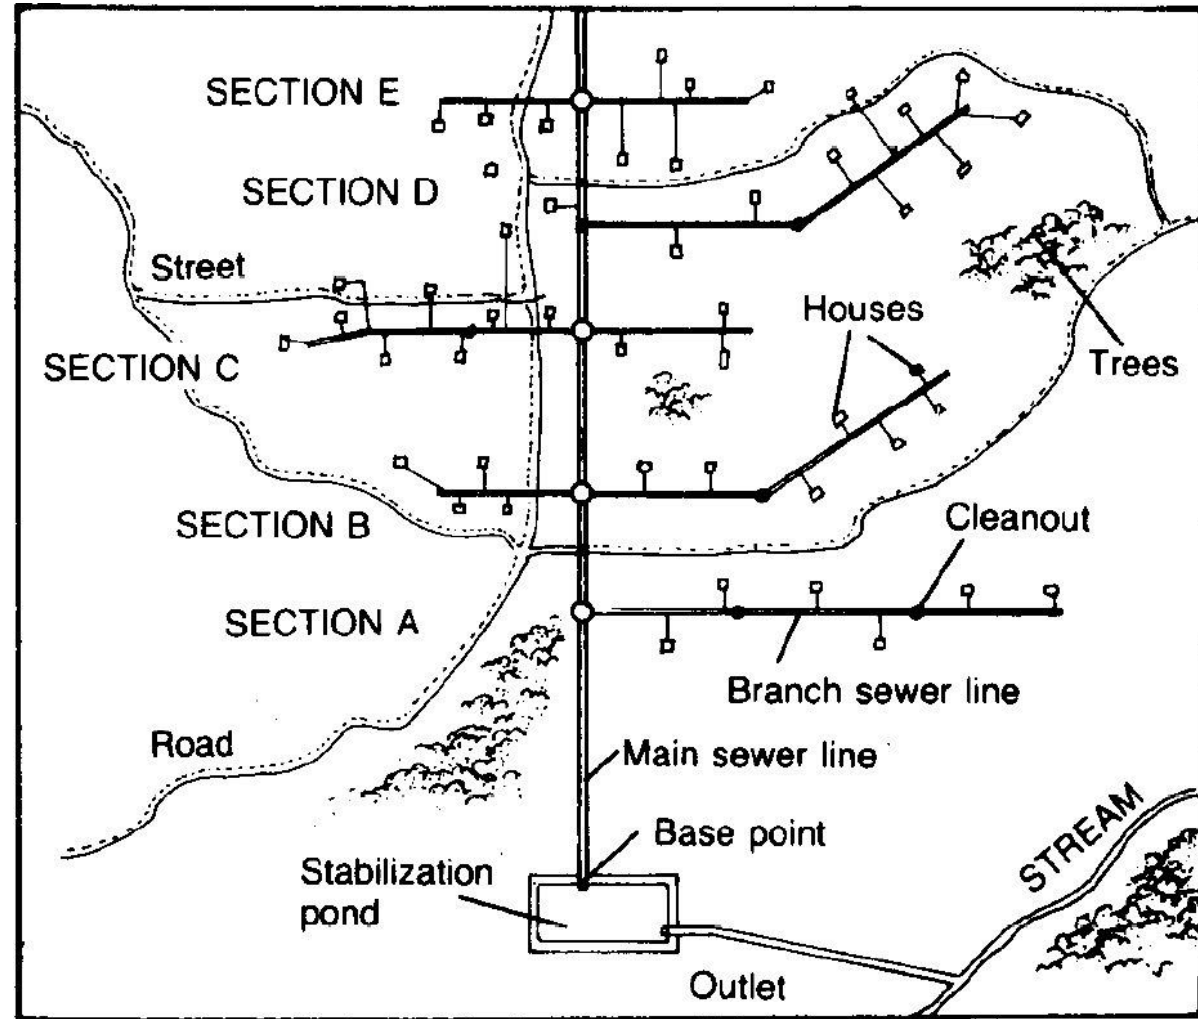 SECTION E
SECTION D
Street
Houses
SECTION C
Trees
SECTION B
Cleanout
SECTION A
Branch sewer line
Road
Main sewer line
Base point
STREAM
Stabilization
pond
Outlet